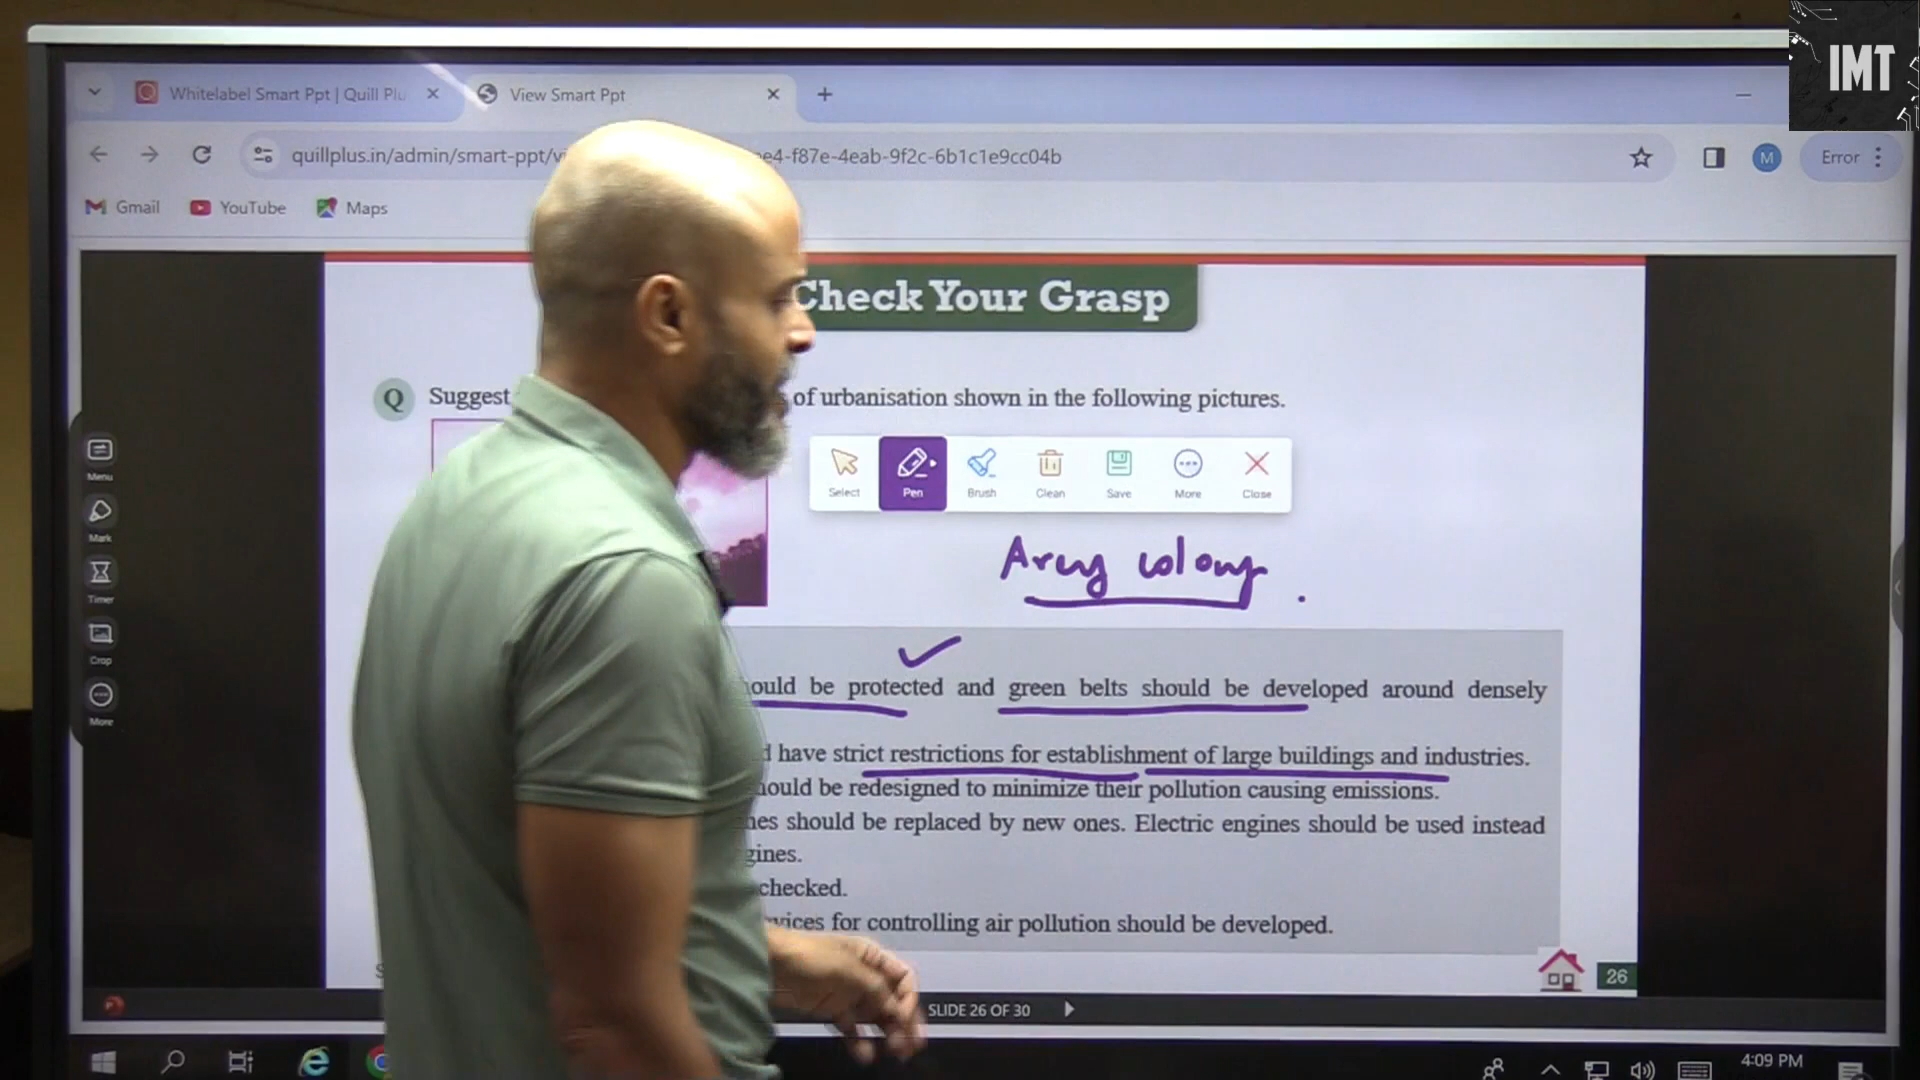 IMT
Whitelabel Smart Ppt | Quill Plu
View Smart Ppt
quillplus.in/admin/smart-ppt/v
e4-f87e-4eab-9f2c-6b1c1e9cc04b
M
Error
Gmail
YouTube
Maps
Check Your Grasp
Q Suggest
of urbanisation shown in the following pictures.
Select
Pen
Brush
Clean
Save
More
Close
Menu
Mark
Timer
Crop
More
Arey colony.
ould be protected and green belts should be developed around densely
have strict restrictions for establishment of large buildings and industries.
hould be redesigned to minimize their pollution causing emissions.
nes should be replaced by new ones. Electric engines should be used instead
gines.
checked.
vices for controlling air pollution should be developed.
26
SLIDE 26 OF 30
4:09 PM